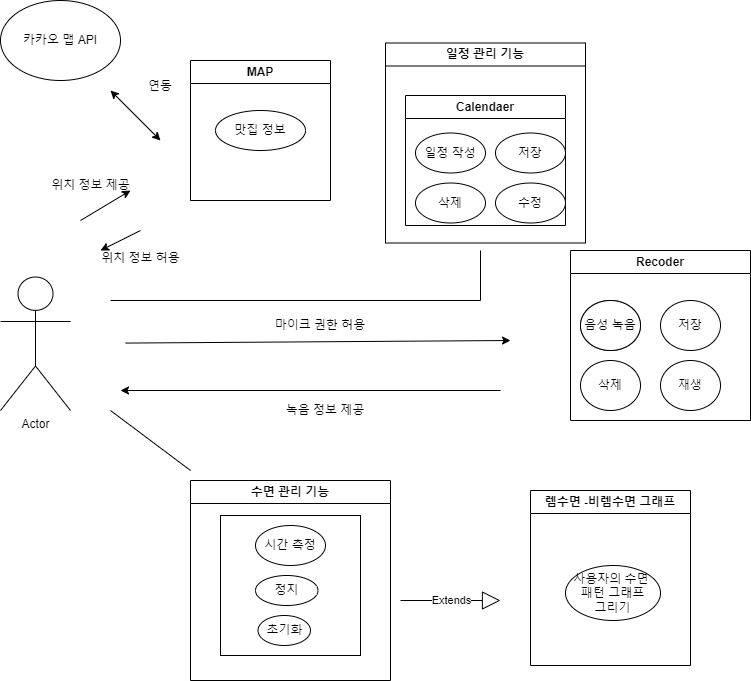 카카오 맵 API
연동
MAP
맛집 정보
일정 관리 기능
Calendaer
일정 작성
저장
삭제
수정
위치 정보 제공
위치 정보 허용
Recoder
음성 녹음
저장
삭제
재생
마이크 권한 허용
녹음 정보 제공
Actor
수면 관리 기능
시간 측정
정지
초기화
Extends
렘수면 -비렘수면 그래프
사용자의 수면
패턴 그래프
그리기